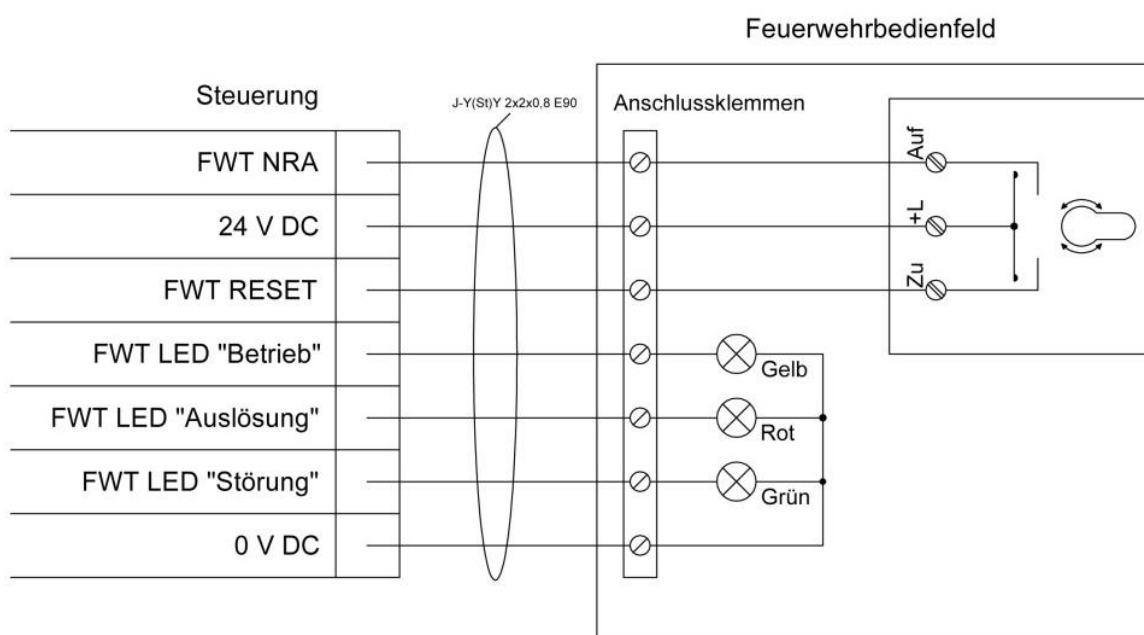 Feuerwehrbedienfeld
Steuerung
J-Y(St)Y 2x2x0,8 E90
Anschlussklemmen
FWT NRA
Auf
24 V DC
+L
FWT RESET
Zu
FWT LED "Betrieb"
Gelb
FWT LED "Auslösung"
Rot
FWT LED "Störung"
Grün
0 V DC